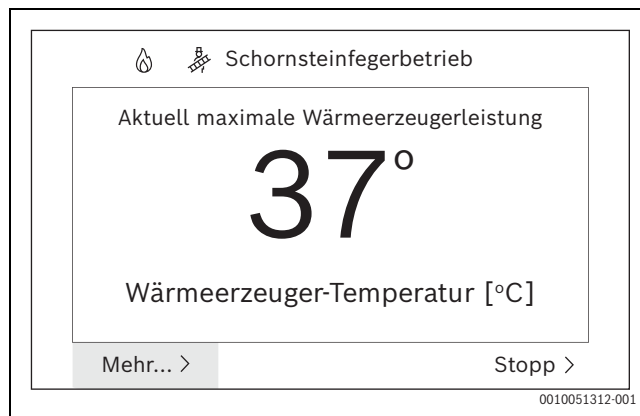 Schornsteinfegerbetrieb
Aktuell maximale Wärmeerzeugerleistung
37°
Wärmeerzeuger-Temperatur [°C]
Mehr... >
Stopp >
0010051312-001